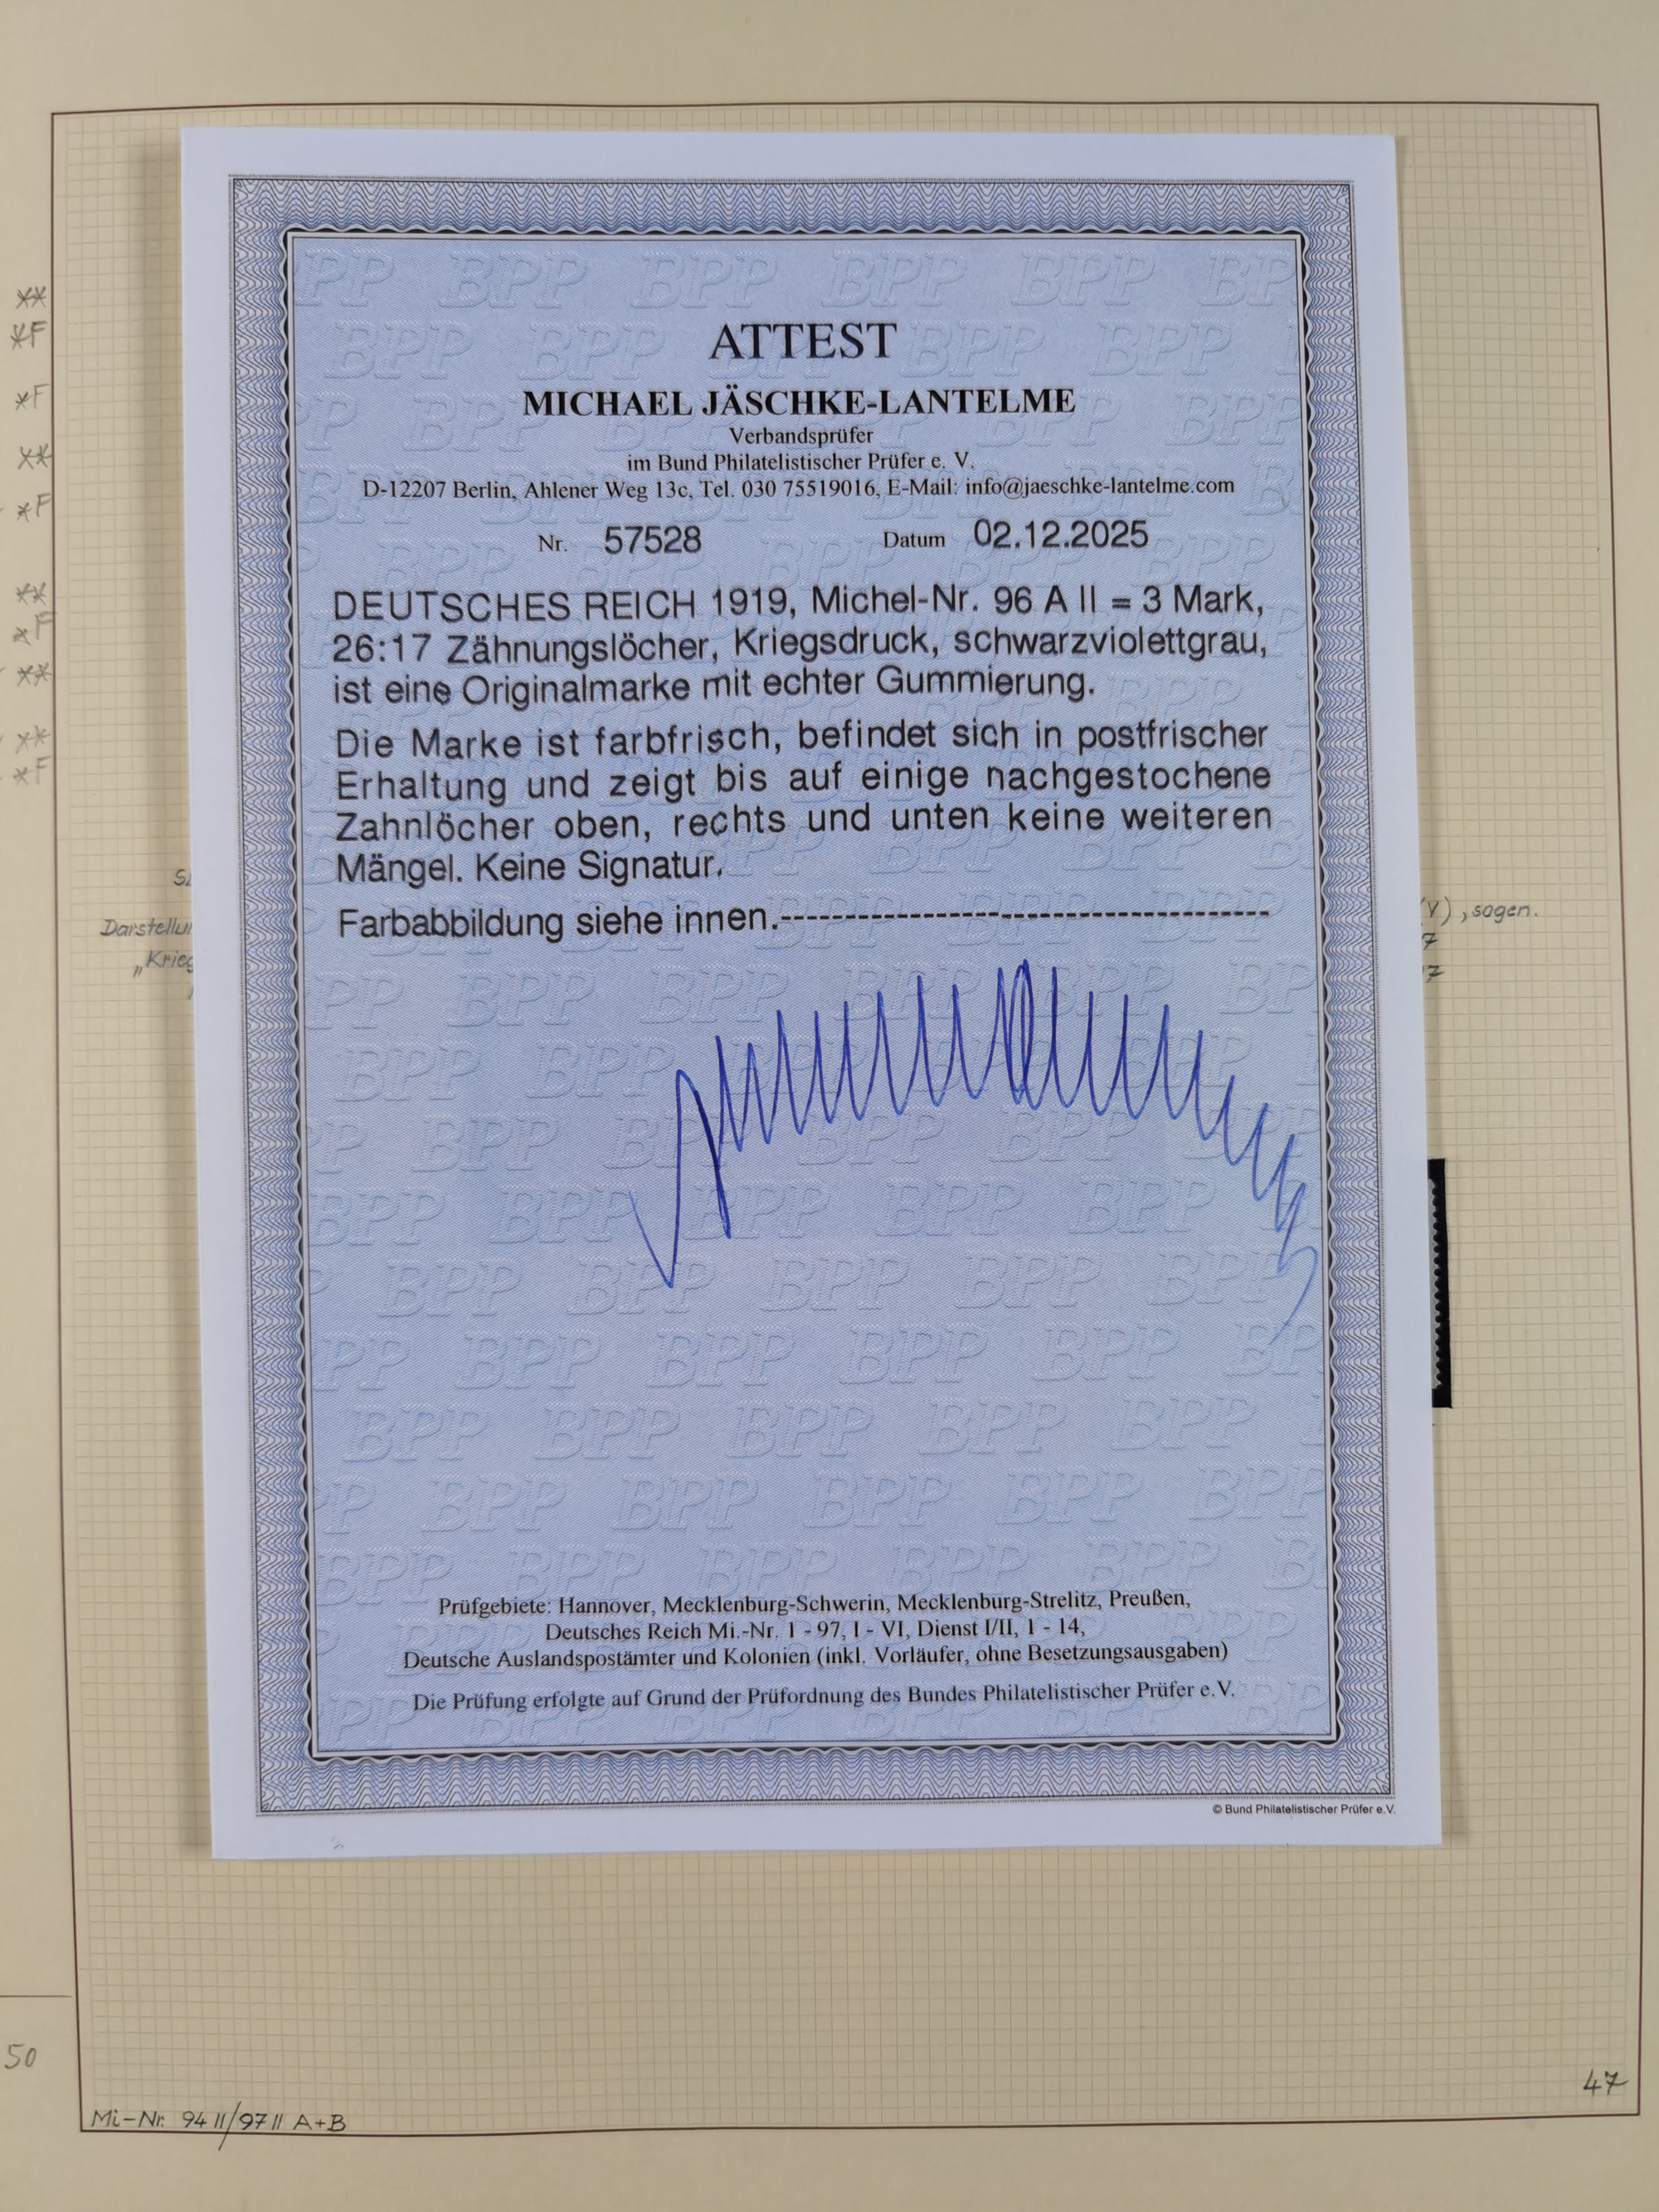 ATTEST
MICHAEL JÄSCHKE-LANTELME
Verbandsprüfer
im Bund Philatelistischer Prüfer e. V.
D-12207 Berlin, Ahlener Weg 13c, Tel. 030 75519016, E-Mail: info@jaeschke-lantelme.com
Nr. 57528 Datum 02.12.2025
DEUTSCHES REICH 1919, Michel-Nr. 96 A II = 3 Mark,
26:17 Zähnungslöcher, Kriegsdruck, schwarzviolettgrau,
ist eine Originalmarke mit echter Gummierung.
Die Marke ist farbfrisch, befindet sich in postfrischer
Erhaltung und zeigt bis auf einige nachgestochene
Zahnlöcher oben, rechts und unten keine weiteren
Mängel. Keine Signatur.
Farbabbildung siehe innen.--------------------------------------
Prüfgebiete: Hannover, Mecklenburg-Schwerin, Mecklenburg-Strelitz, Preußen,
Deutsches Reich Mi.-Nr. 1 - 97, I - VI, Dienst I/II, 1 - 14,
Deutsche Auslandspostämter und Kolonien (inkl. Vorläufer, ohne Besetzungsausgaben)
Die Prüfung erfolgte auf Grund der Prüfordnung des Bundes Philatelistischer Prüfer e.V.
© Bund Philatelistischer Prüfer e.V.
**
*F
*F
**
*F
**
*F
**
**
*F
(V), sogen.
7
7
50
47
Mi-Nr. 94 II/97 II A+B